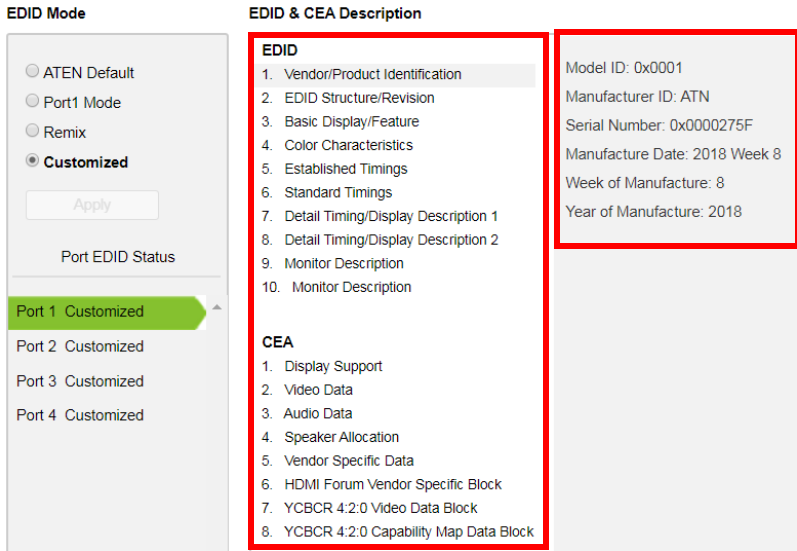 EDID Mode
ATEN Default
Port1 Mode
Remix
Customized
Apply
Port EDID Status
Port 1 Customized
Port 2 Customized
Port 3 Customized
Port 4 Customized
EDID & CEA Description
EDID
1. Vendor/Product Identification
2. EDID Structure/Revision
3. Basic Display/Feature
4. Color Characteristics
5. Established Timings
6. Standard Timings
7. Detail Timing/Display Description 1
8. Detail Timing/Display Description 2
9. Monitor Description
10. Monitor Description
CEA
1. Display Support
2. Video Data
3. Audio Data
4. Speaker Allocation
5. Vendor Specific Data
6. HDMI Forum Vendor Specific Block
7. YCBCR 4:2:0 Video Data Block
8. YCBCR 4:2:0 Capability Map Data Block
Model ID: 0x0001
Manufacturer ID: ATN
Serial Number: 0x0000275F
Manufacture Date: 2018 Week 8
Week of Manufacture: 8
Year of Manufacture: 2018